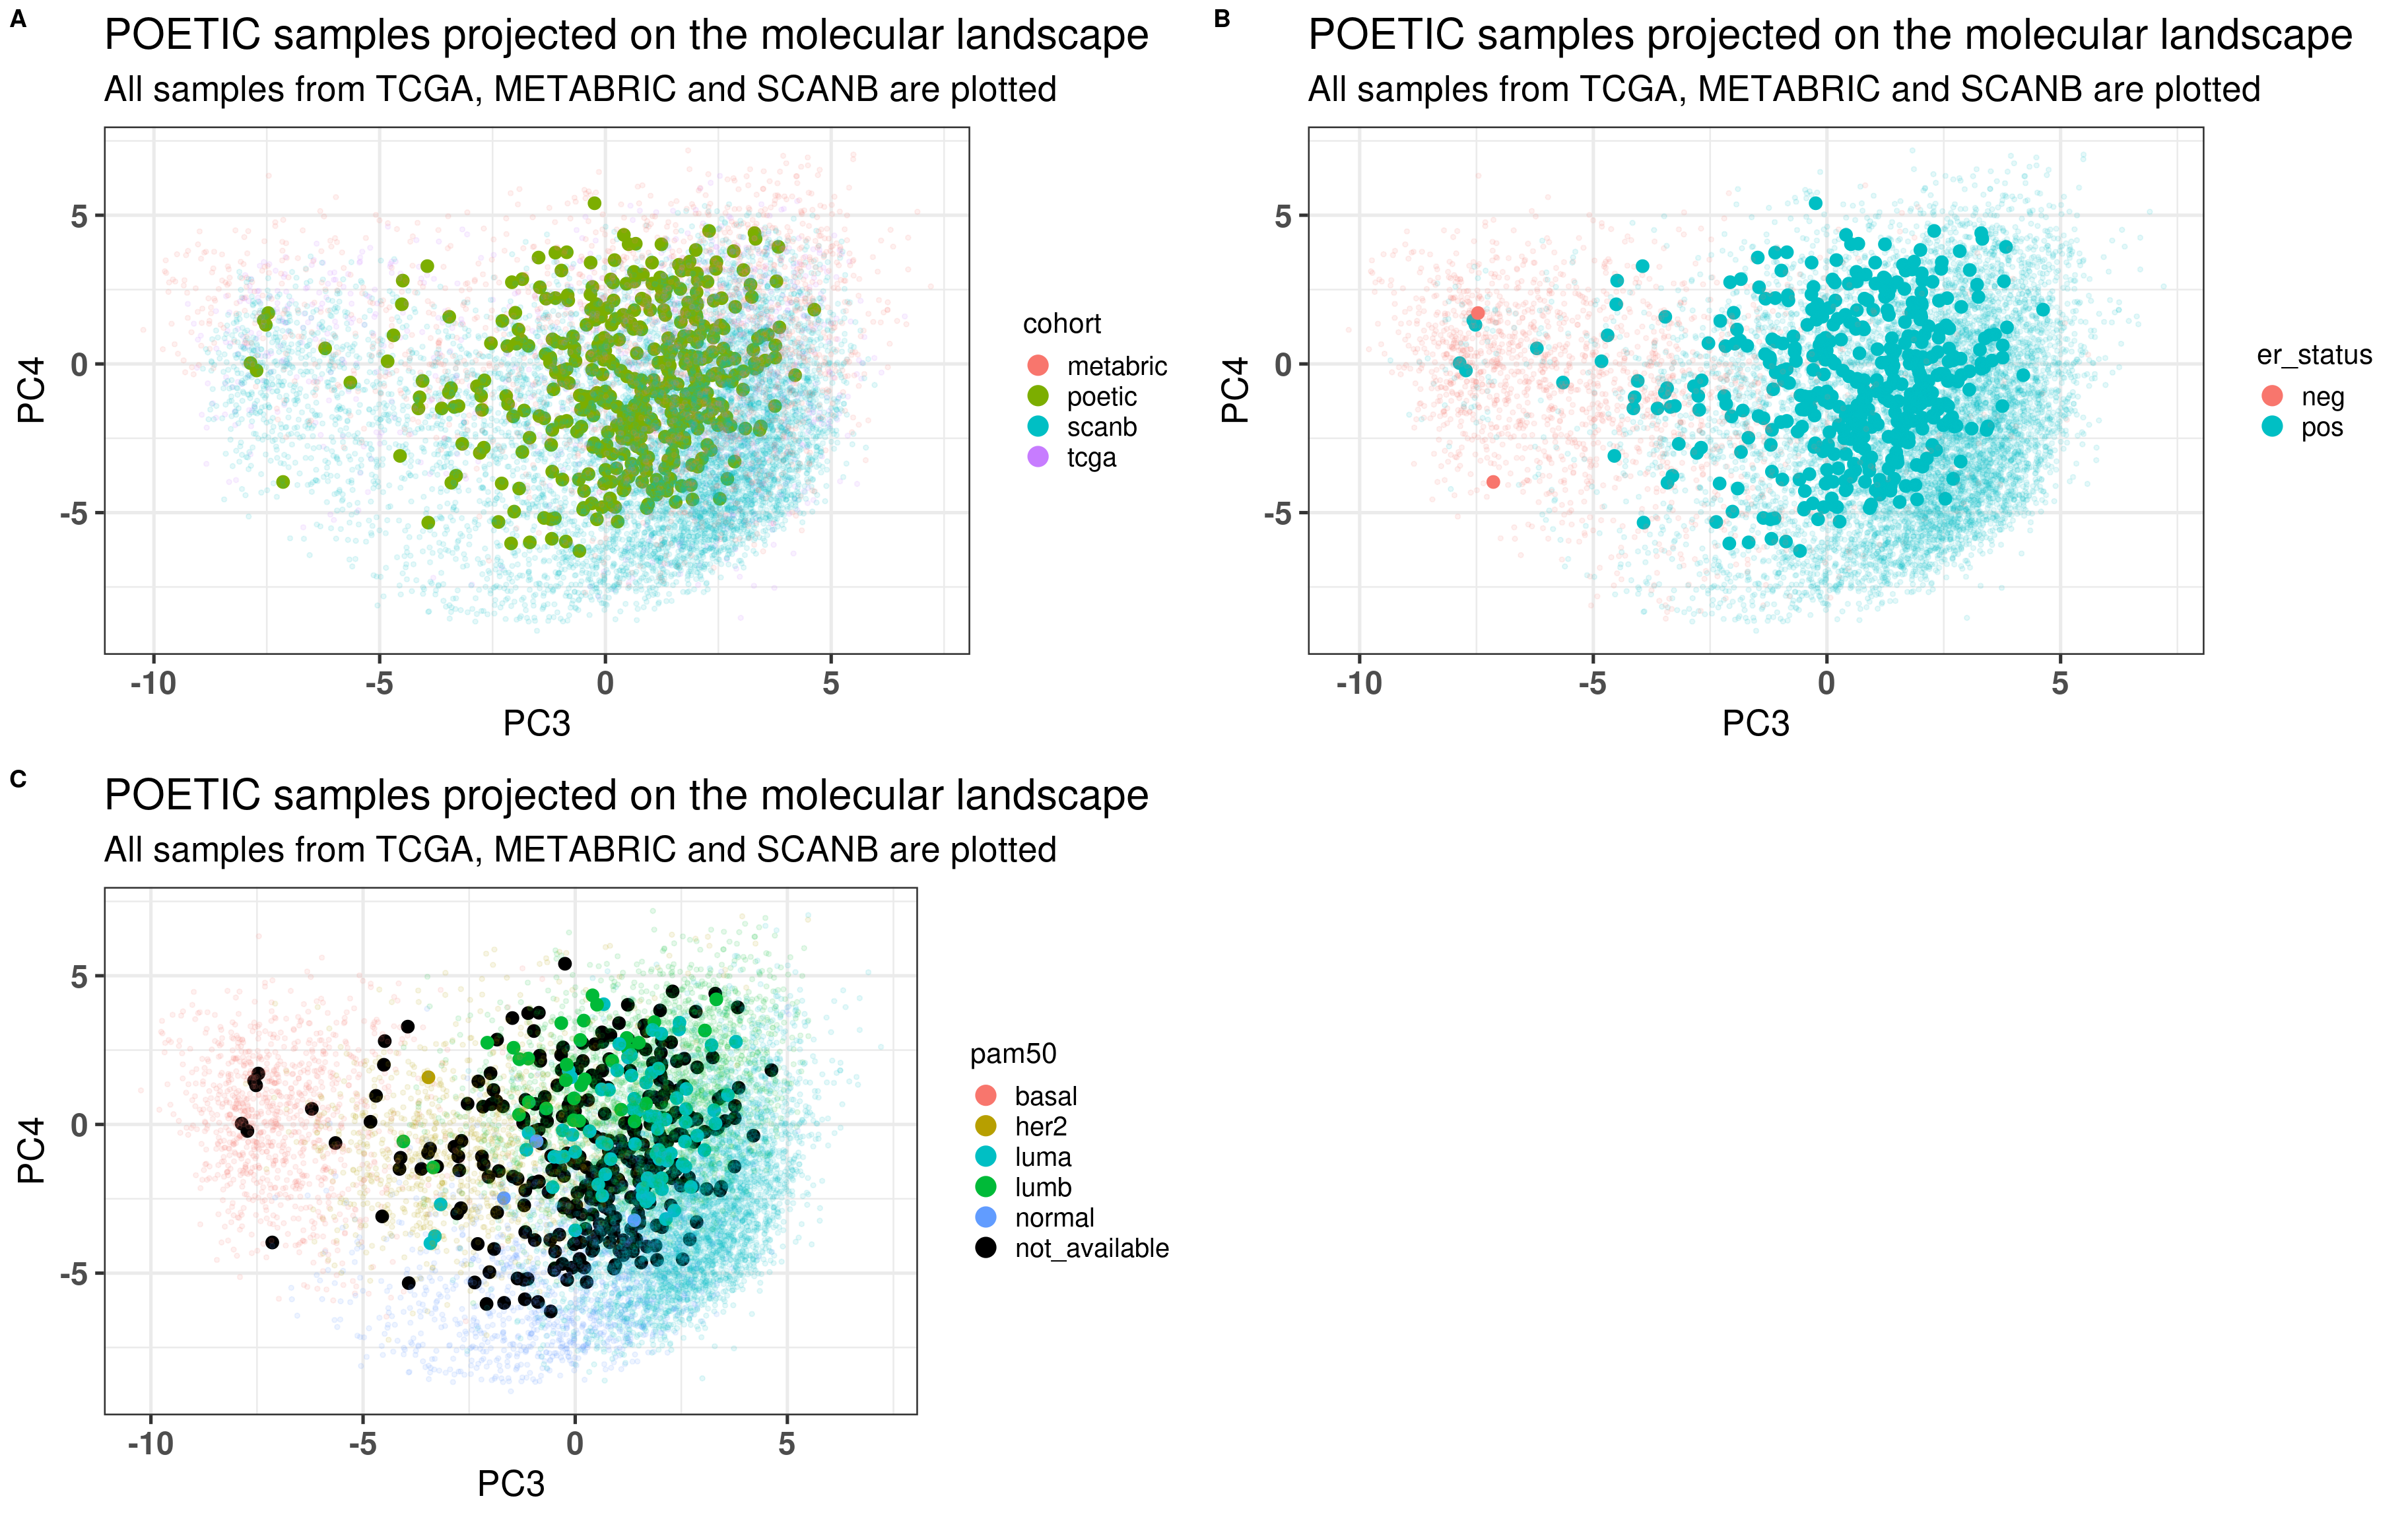 A
POETIC samples projected on the molecular landscape
All samples from TCGA, METABRIC and SCANB are plotted
5
0
-5
PC4
-10 -5 0 5
PC3
cohort
metabric
poetic
scanb
tcga
B
POETIC samples projected on the molecular landscape
All samples from TCGA, METABRIC and SCANB are plotted
5
0
-5
PC4
-10 -5 0 5
PC3
er_status
neg
pos
C
POETIC samples projected on the molecular landscape
All samples from TCGA, METABRIC and SCANB are plotted
5
0
-5
PC4
-10 -5 0 5
PC3
pam50
basal
her2
luma
lumb
normal
not_available